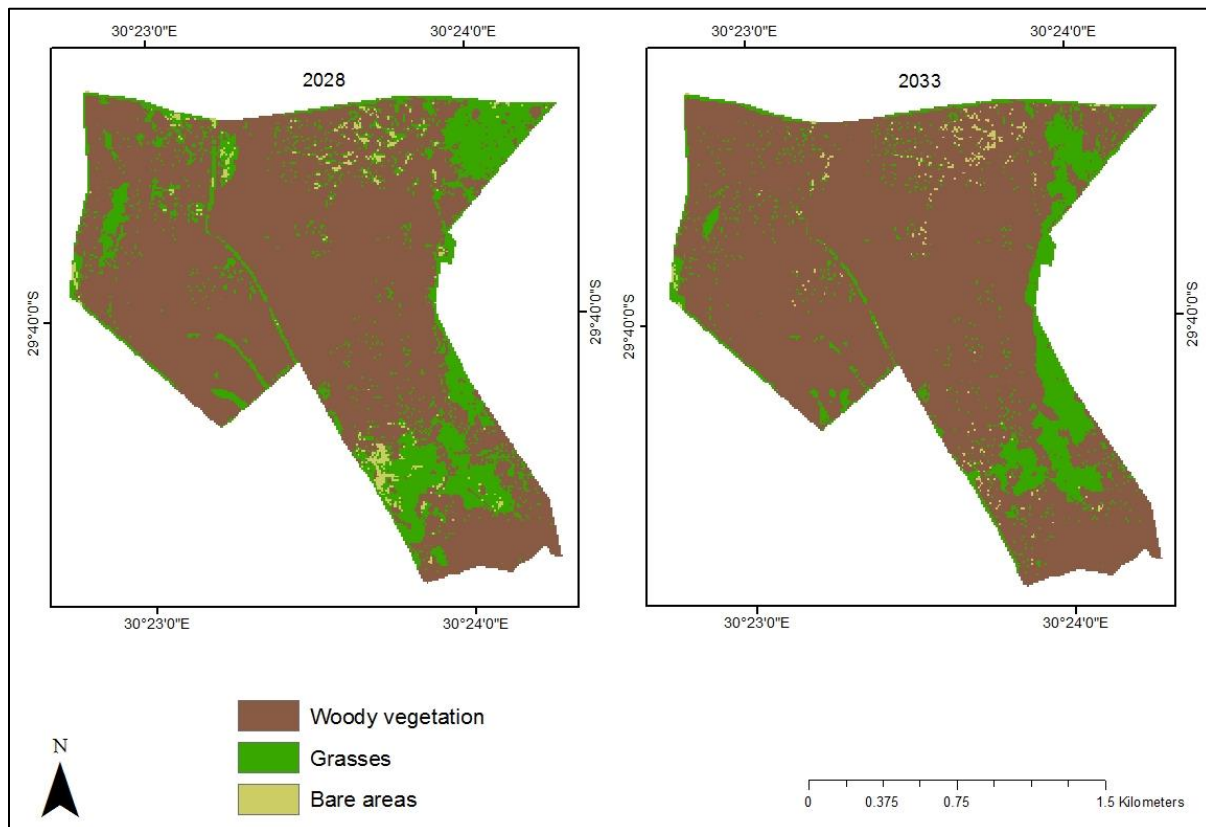 30°23'0"E 30°24'0"E 30°23'0"E 30°24'0"E
2028 2033
29°40'0"S 29°40'0"S 29°40'0"S 29°40'0"S
30°23'0"E 30°24'0"E 30°23'0"E 30°24'0"E
Woody vegetation
Grasses
Bare areas
N
0 0.375 0.75 1.5 Kilometers